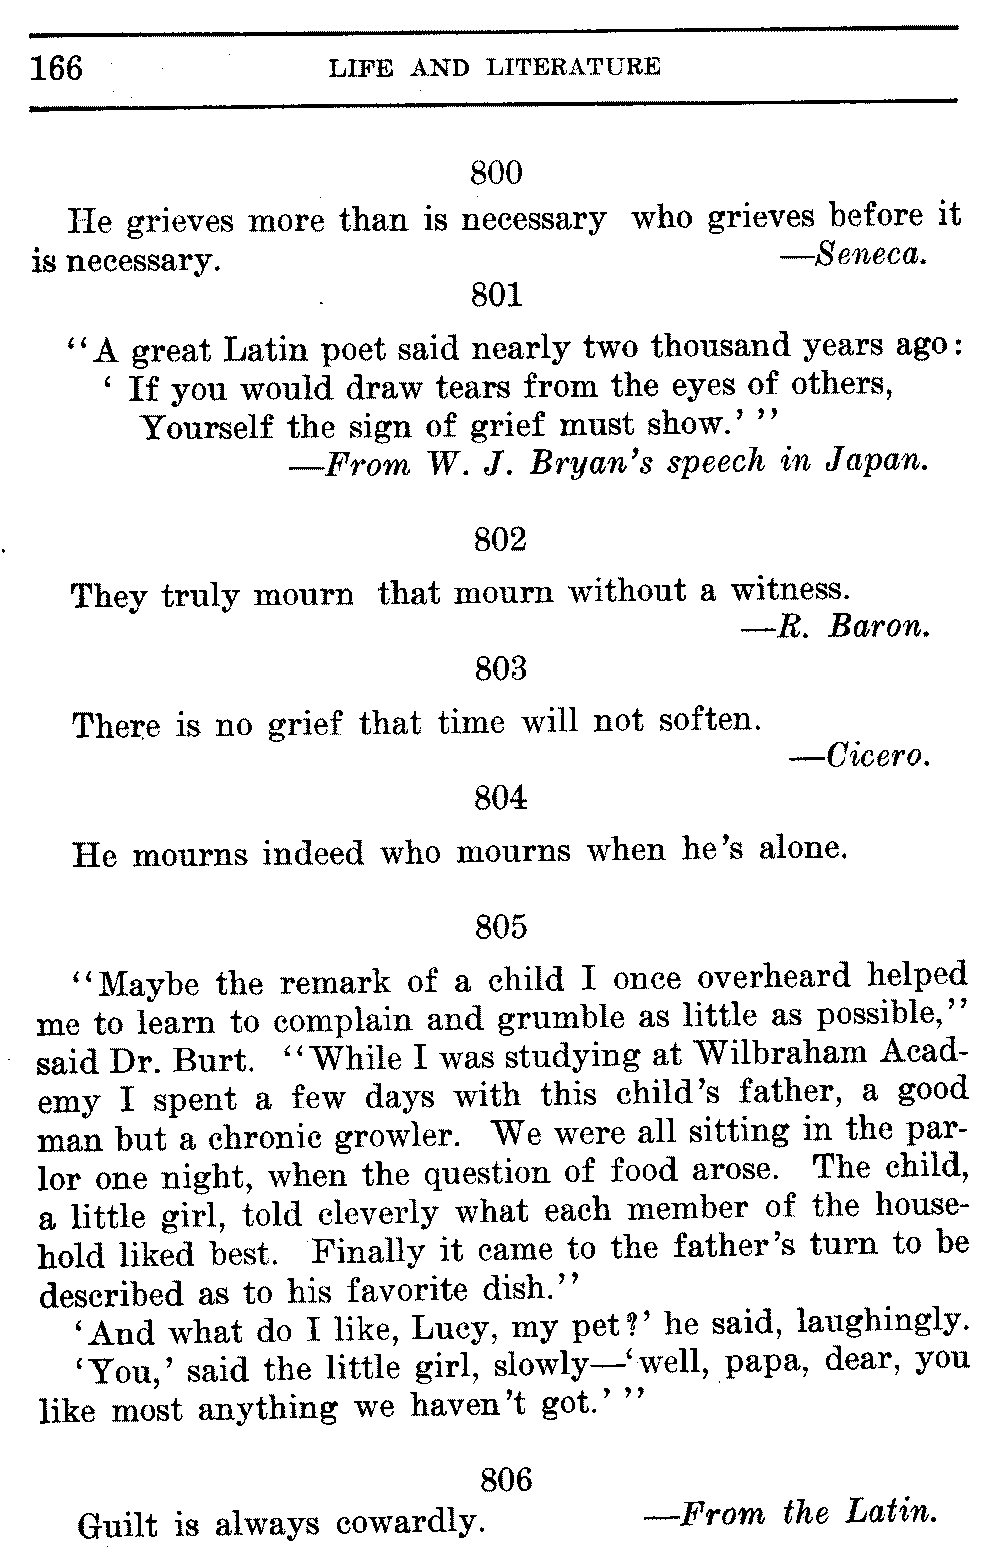 166 LIFE AND LITERATURE
800
He grieves more than is necessary who grieves before it
is necessary. —Seneca.
801
"A great Latin poet said nearly two thousand years ago:
' If you would draw tears from the eyes of others,
Yourself the sign of grief must show.' "
—From W. J. Bryan's speech in Japan.
802
They truly mourn that mourn without a witness.
—R. Baron.
803
There is no grief that time will not soften.
—Cicero.
804
He mourns indeed who mourns when he's alone.
805
"Maybe the remark of a child I once overheard helped
me to learn to complain and grumble as little as possible,"
said Dr. Burt. "While I was studying at Wilbraham Acad-
emy I spent a few days with this child's father, a good
man but a chronic growler. We were all sitting in the par-
lor one night, when the question of food arose. The child,
a little girl, told cleverly what each member of the house-
hold liked best. Finally it came to the father's turn to be
described as to his favorite dish."
'And what do I like, Lucy, my pet?' he said, laughingly.
'You,' said the little girl, slowly—'well, papa, dear, you
like most anything we haven't got.' "
806
Guilt is always cowardly. —From the Latin.